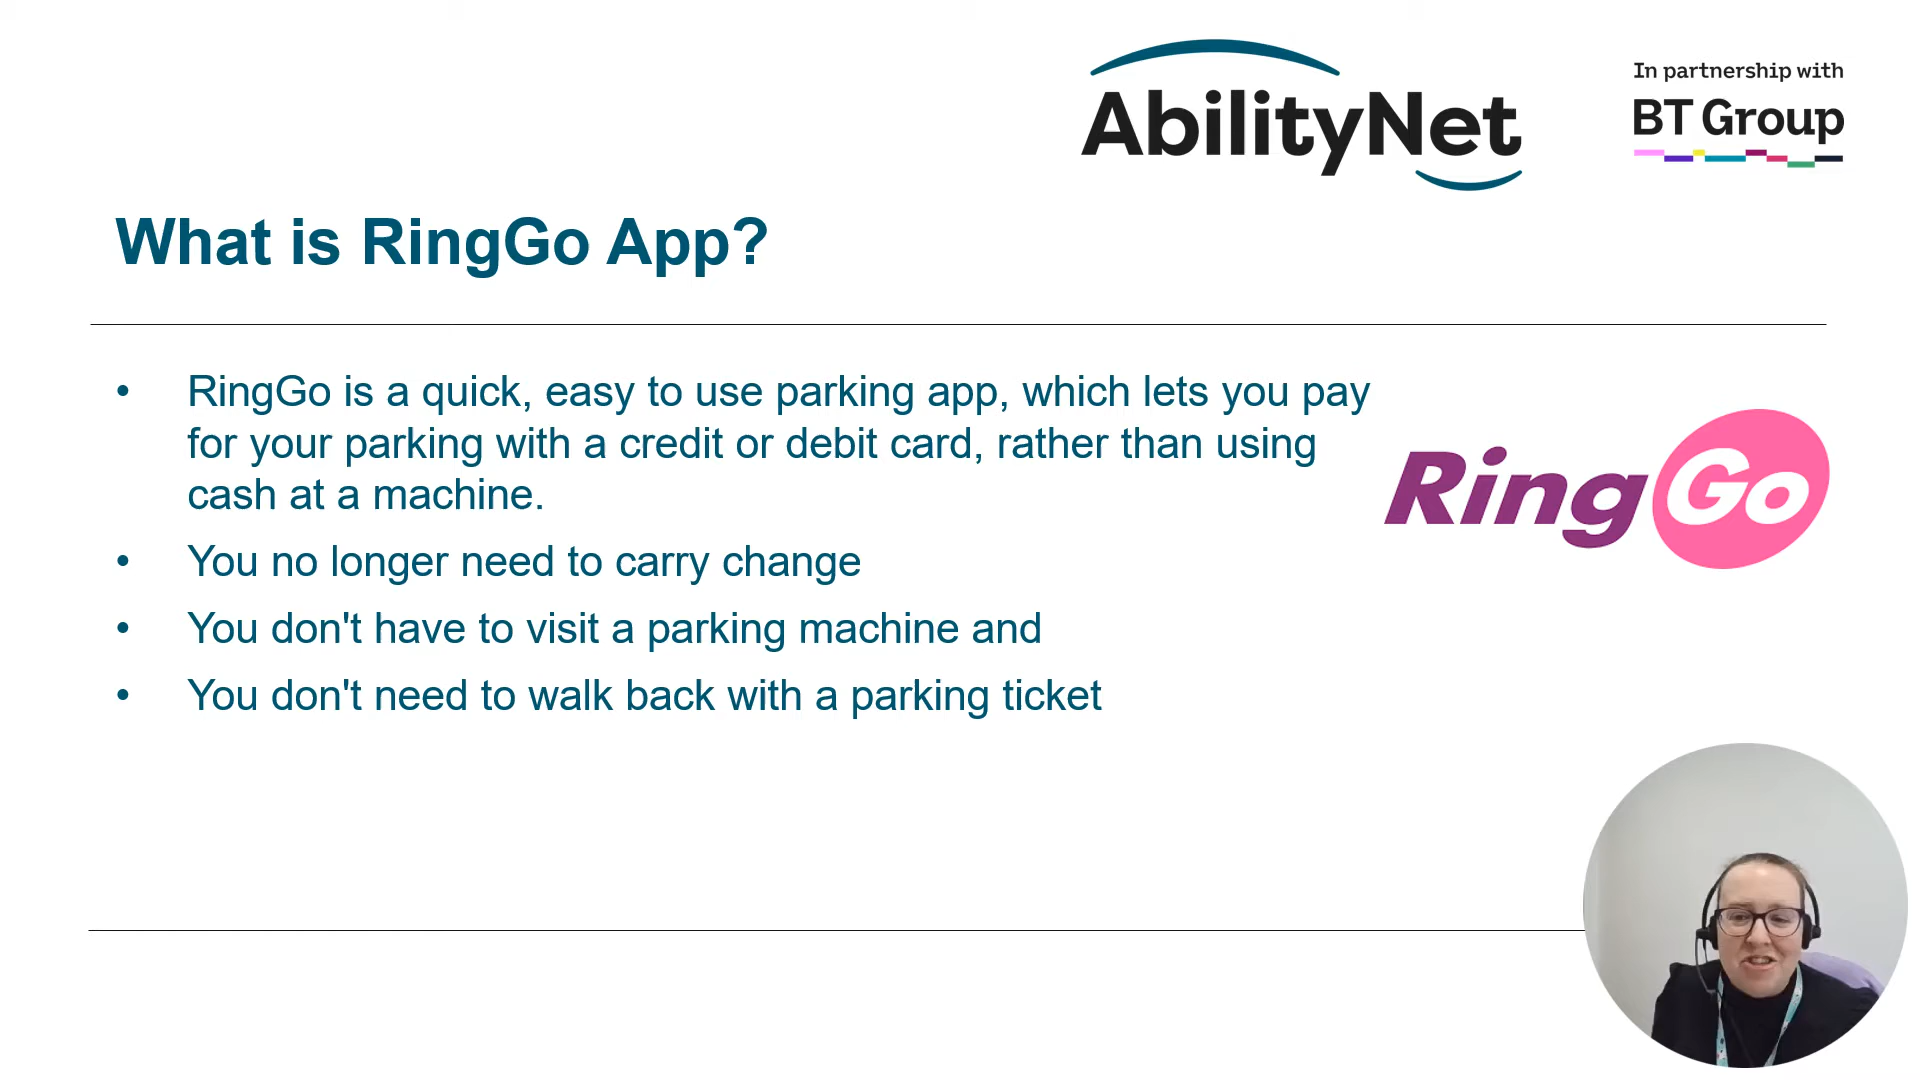 AbilityNet
In partnership with
BT Group
What is RingGo App?
• RingGo is a quick, easy to use parking app, which lets you pay
for your parking with a credit or debit card, rather than using
cash at a machine.
• You no longer need to carry change
• You don't have to visit a parking machine and
• You don't need to walk back with a parking ticket
RingGo